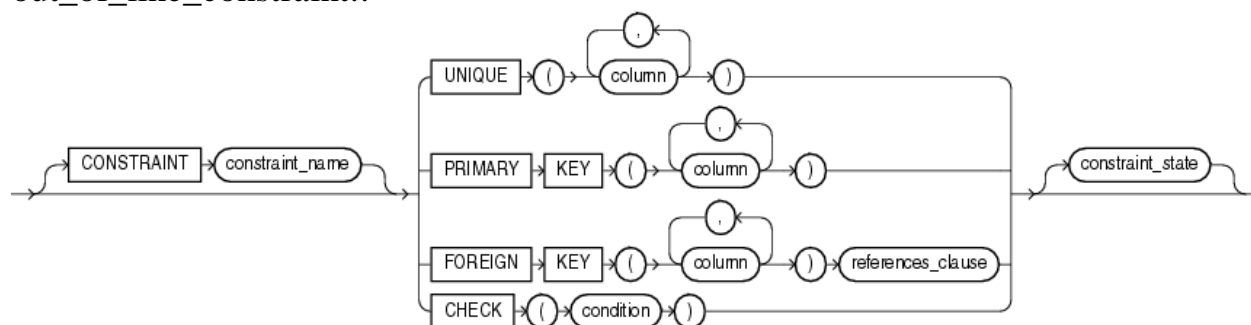 out_of_line_constraint::
,
UNIQUE ( column )
,
CONSTRAINT constraint_name PRIMARY KEY ( column ) constraint_state
,
FOREIGN KEY ( column ) references_clause
CHECK ( condition )